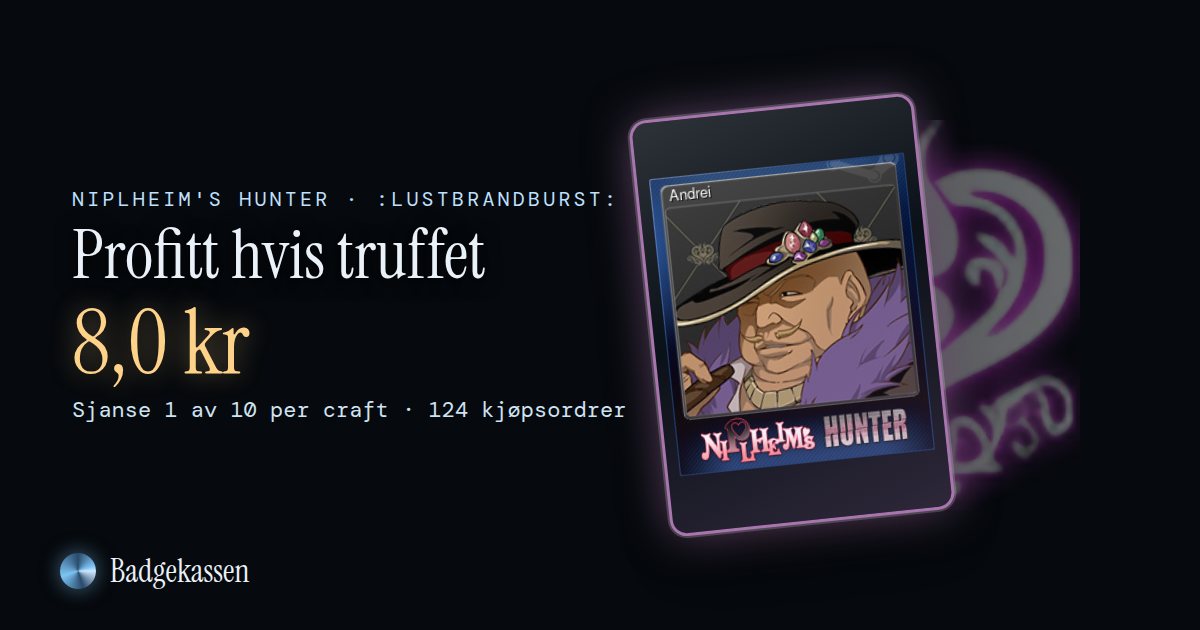 NIPLHEIM'S HUNTER · :LUSTBRANDBURST:
Profitt hvis truffet
8,0 kr
Sjanse 1 av 10 per craft · 124 kjøpsordrer
Andrei
NIPLHEIM'S HUNTER
Badgekassen